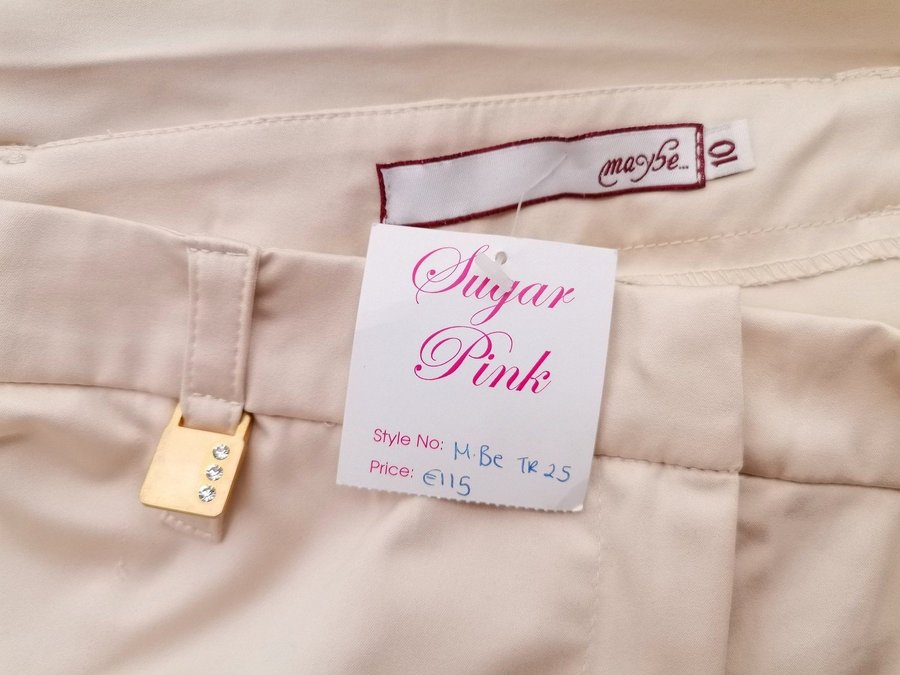 maybe...
10
Sugar
Pink
Style No: M.Be TR 25
Price: €115